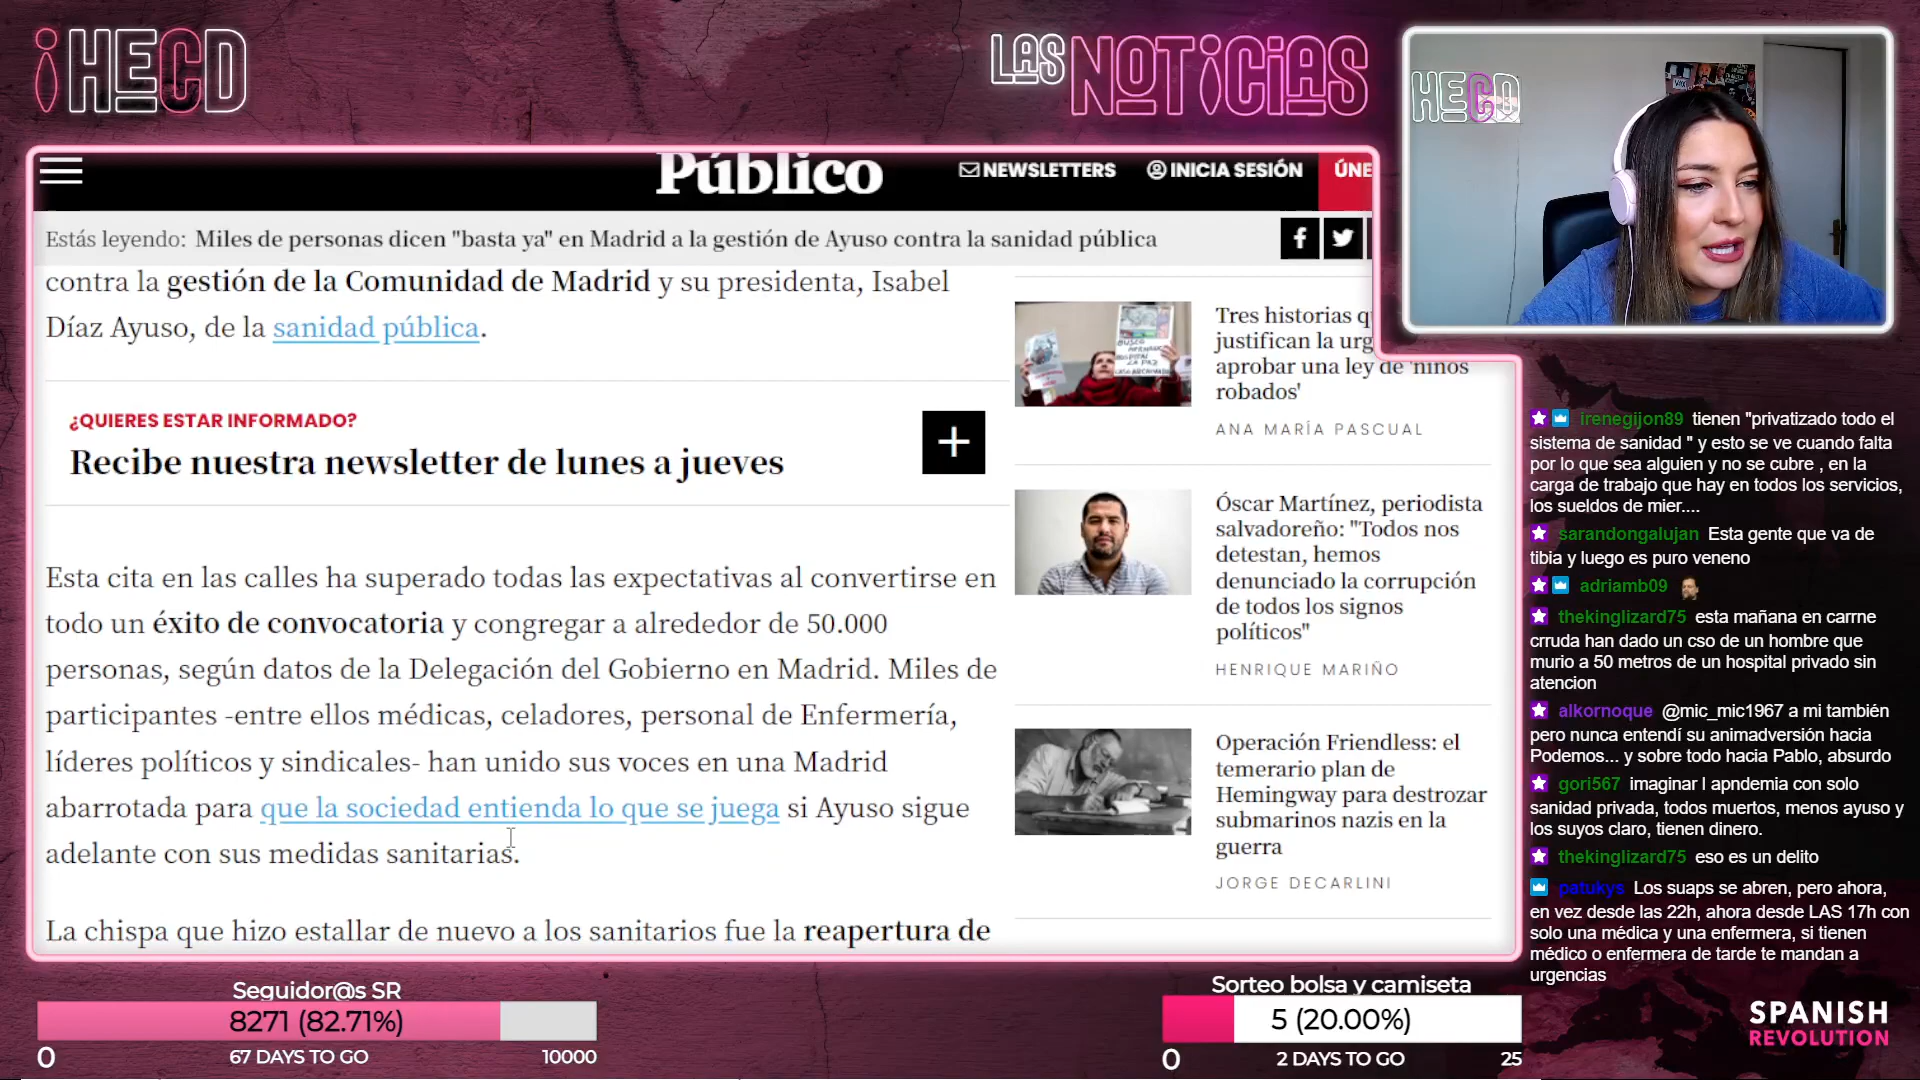 ¡HECD
LAS NOTICIAS
HECD
Público
NEWSLETTERS
INICIA SESIÓN
ÚNE
Estás leyendo: Miles de personas dicen "basta ya" en Madrid a la gestión de Ayuso contra la sanidad pública
contra la gestión de la Comunidad de Madrid y su presidenta, Isabel
Díaz Ayuso, de la sanidad pública.
¿QUIERES ESTAR INFORMADO?
Recibe nuestra newsletter de lunes a jueves
Esta cita en las calles ha superado todas las expectativas al convertirse en
todo un éxito de convocatoria y congregar a alrededor de 50.000
personas, según datos de la Delegación del Gobierno en Madrid. Miles de
participantes -entre ellos médicas, celadores, personal de Enfermería,
líderes políticos y sindicales- han unido sus voces en una Madrid
abarrotada para que la sociedad entienda lo que se juega si Ayuso sigue
adelante con sus medidas sanitarias.
La chispa que hizo estallar de nuevo a los sanitarios fue la reapertura de
Tres historias q
justifican la urg
aprobar una ley de 'niños
robados'
ANA MARÍA PASCUAL
Óscar Martínez, periodista
salvadoreño: "Todos nos
detestan, hemos
denunciado la corrupción
de todos los signos
políticos"
HENRIQUE MARIÑO
Operación Friendless: el
temerario plan de
Hemingway para destrozar
submarinos nazis en la
guerra
JORGE DECARLINI
irenegijon89 tienen "privatizado todo el
sistema de sanidad " y esto se ve cuando falta
por lo que sea alguien y no se cubre , en la
carga de trabajo que hay en todos los servicios,
los sueldos de mier....
sarandongalujan Esta gente que va de
tibia y luego es puro veneno
adriamb09
thekinglizard75 esta mañana en carrne
crruda han dado un cso de un hombre que
murio a 50 metros de un hospital privado sin
atencion
alkornoque @mic_mic1967 a mi también
pero nunca entendí su animadversión hacia
Podemos... y sobre todo hacia Pablo, absurdo
gori567 imaginar l apndemia con solo
sanidad privada, todos muertos, menos ayuso y
los suyos claro, tienen dinero.
thekinglizard75 eso es un delito
patukys Los suaps se abren, pero ahora,
en vez desde las 22h, ahora desde LAS 17h con
solo una médica y una enfermera, si tienen
médico o enfermera de tarde te mandan a
urgencias
Seguidor@s SR
8271 (82.71%)
0
67 DAYS TO GO
10000
Sorteo bolsa y camiseta
5 (20.00%)
0
2 DAYS TO GO
25
SPANISH
REVOLUTION